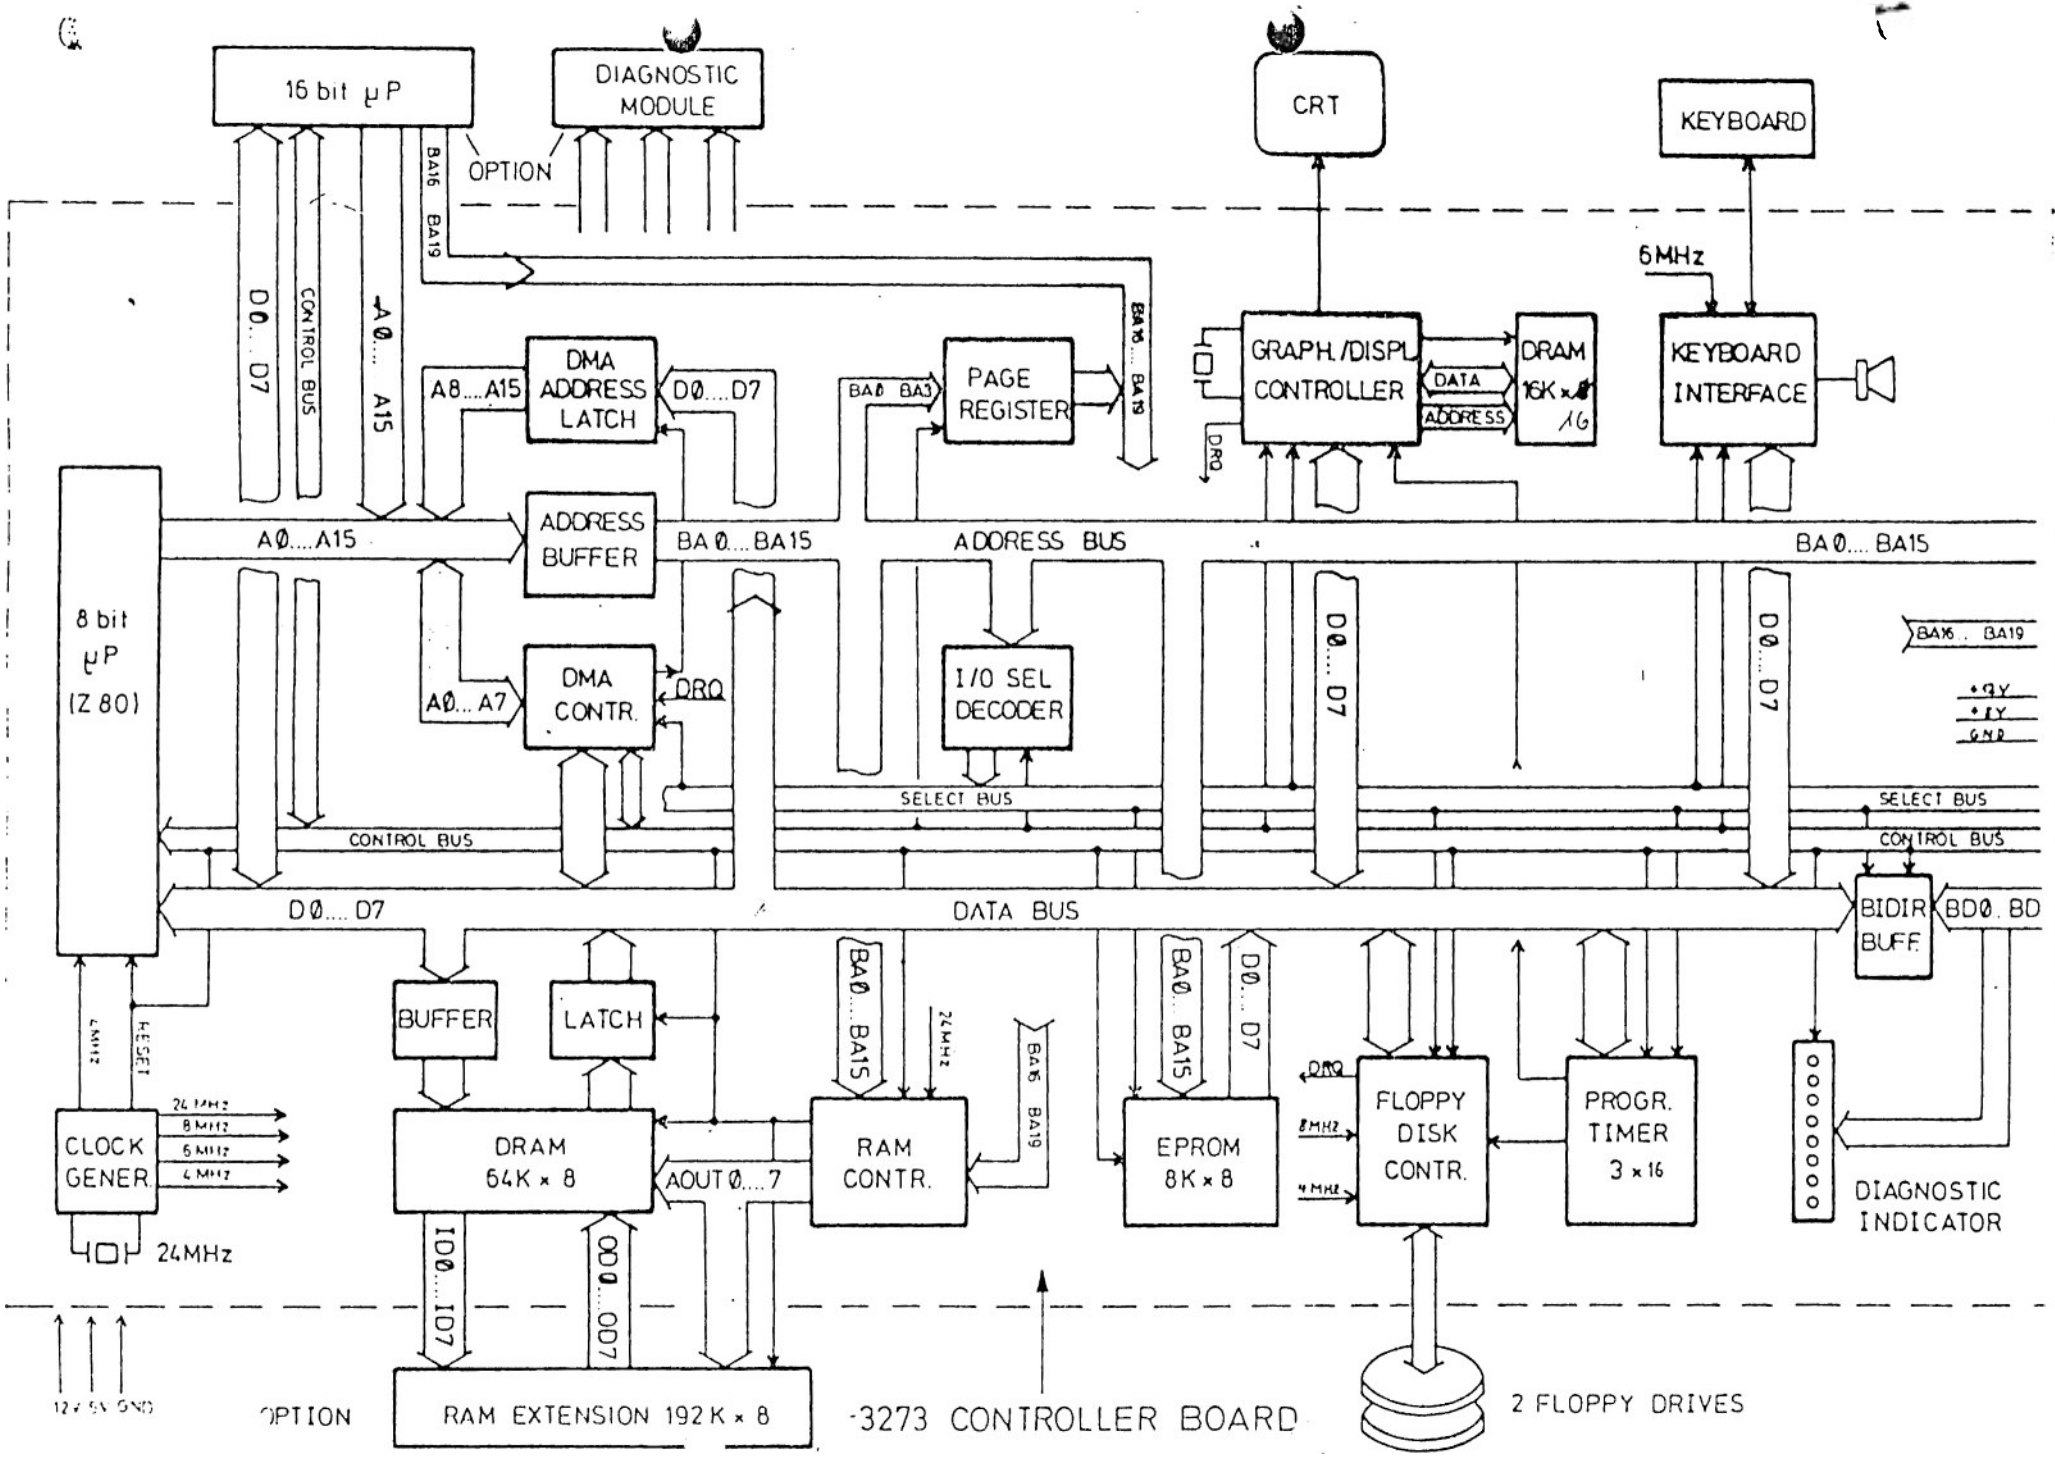 16 bit µP
DIAGNOSTIC
MODULE
CRT
KEYBOARD
OPTION
BA16
BA19
6MHz
D0....D7
CONTROL BUS
A0.... A15
A8....A15
DMA
ADDRESS
LATCH
D0....D7
BA0 BA3
PAGE
REGISTER
BA16.... BA19
GRAPH./DISPL
CONTROLLER
DRQ
DATA
ADDRESS
DRAM
16K x 8
16
KEYBOARD
INTERFACE
8 bit
µP
(Z 80)
A0....A15
ADDRESS
BUFFER
BA0....BA15
ADDRESS BUS
BA0....BA15
A0... A7
DMA
CONTR.
DRQ
I/O SEL
DECODER
D0....D7
D0....D7
BA16.. BA19
GND
SELECT BUS
SELECT BUS
CONTROL BUS
CONTROL BUS
D0.... D7
DATA BUS
BIDIR
BUFF.
BD0..BD
4MHz
RESET
BUFFER
LATCH
BA0.... BA15
24MHz
BA16 BA19
BA0.... BA15
D0.... D7
CLOCK
GENER.
24 MHz
8 MHz
6 MHz
4 MHz
24MHz
DRAM
64K x 8
AOUT 0....7
RAM
CONTR.
EPROM
8K x 8
DRQ
8MHz
4MHz
FLOPPY
DISK
CONTR.
PROGR.
TIMER
3 x 16
DIAGNOSTIC
INDICATOR
ID0....ID7
OD0....OD7
12V 5V GND
OPTION
RAM EXTENSION 192K x 8
-3273 CONTROLLER BOARD
2 FLOPPY DRIVES